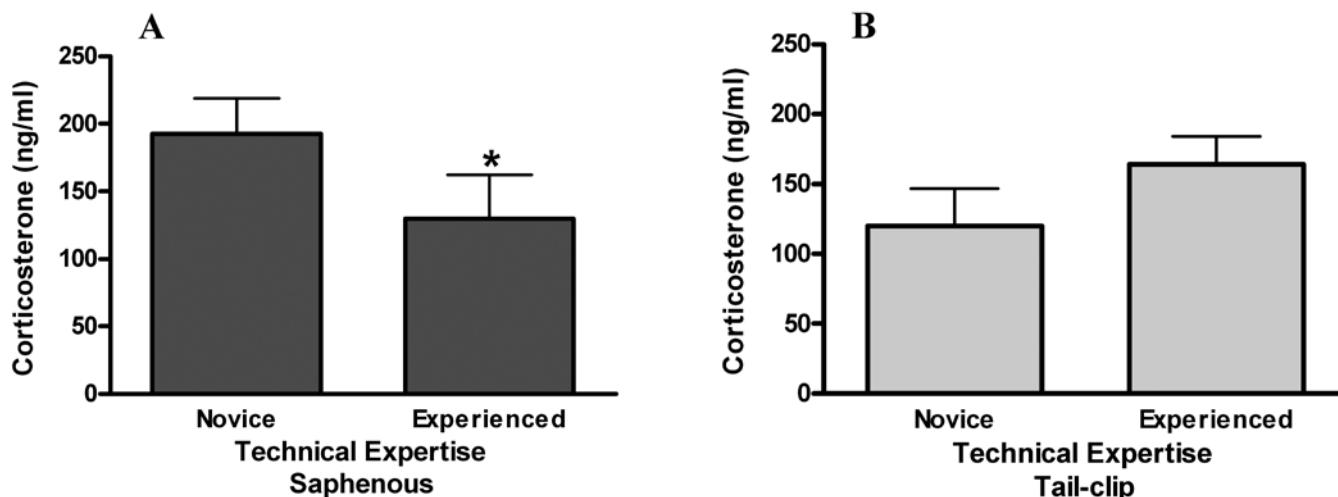 A
Corticosterone (ng/ml)
250
200
150
100
50
0
*
Novice
Experienced
Technical Expertise
Saphenous
B
Corticosterone (ng/ml)
250
200
150
100
50
0
Novice
Experienced
Technical Expertise
Tail-clip